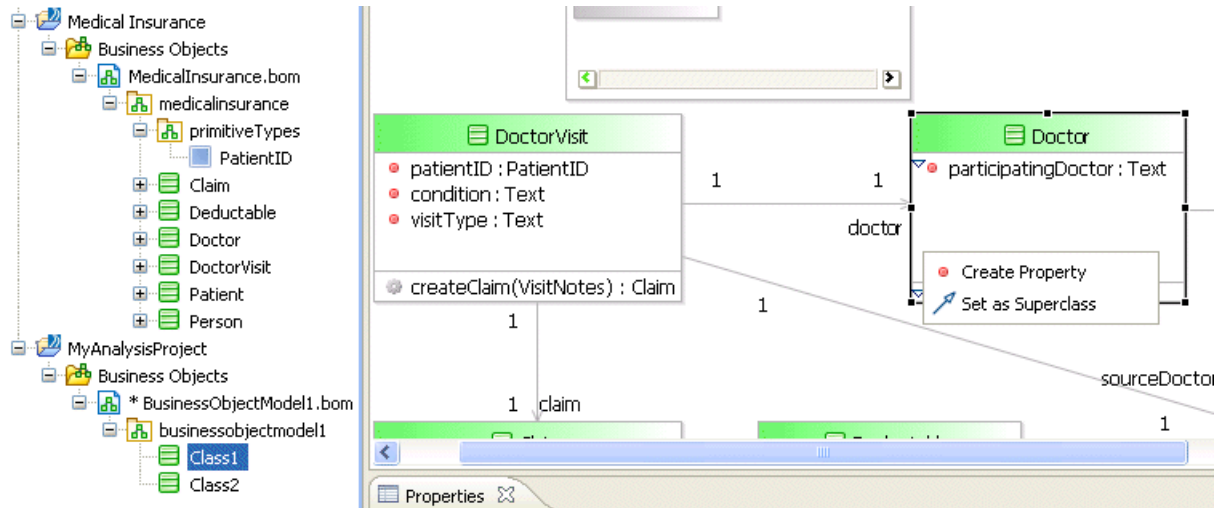 Medical Insurance
Business Objects
MedicalInsurance.bom
medicalinsurance
primitiveTypes
PatientID
Claim
Deductable
Doctor
DoctorVisit
Patient
Person
MyAnalysisProject
Business Objects
* BusinessObjectModel1.bom
businessobjectmodel1
Class1
Class2
DoctorVisit
patientID : PatientID
condition : Text
visitType : Text
createClaim(VisitNotes) : Claim
1
1
doctor
Doctor
participatingDoctor : Text
Create Property
Set as Superclass
1
1
sourceDoctor
1
1
claim
Properties